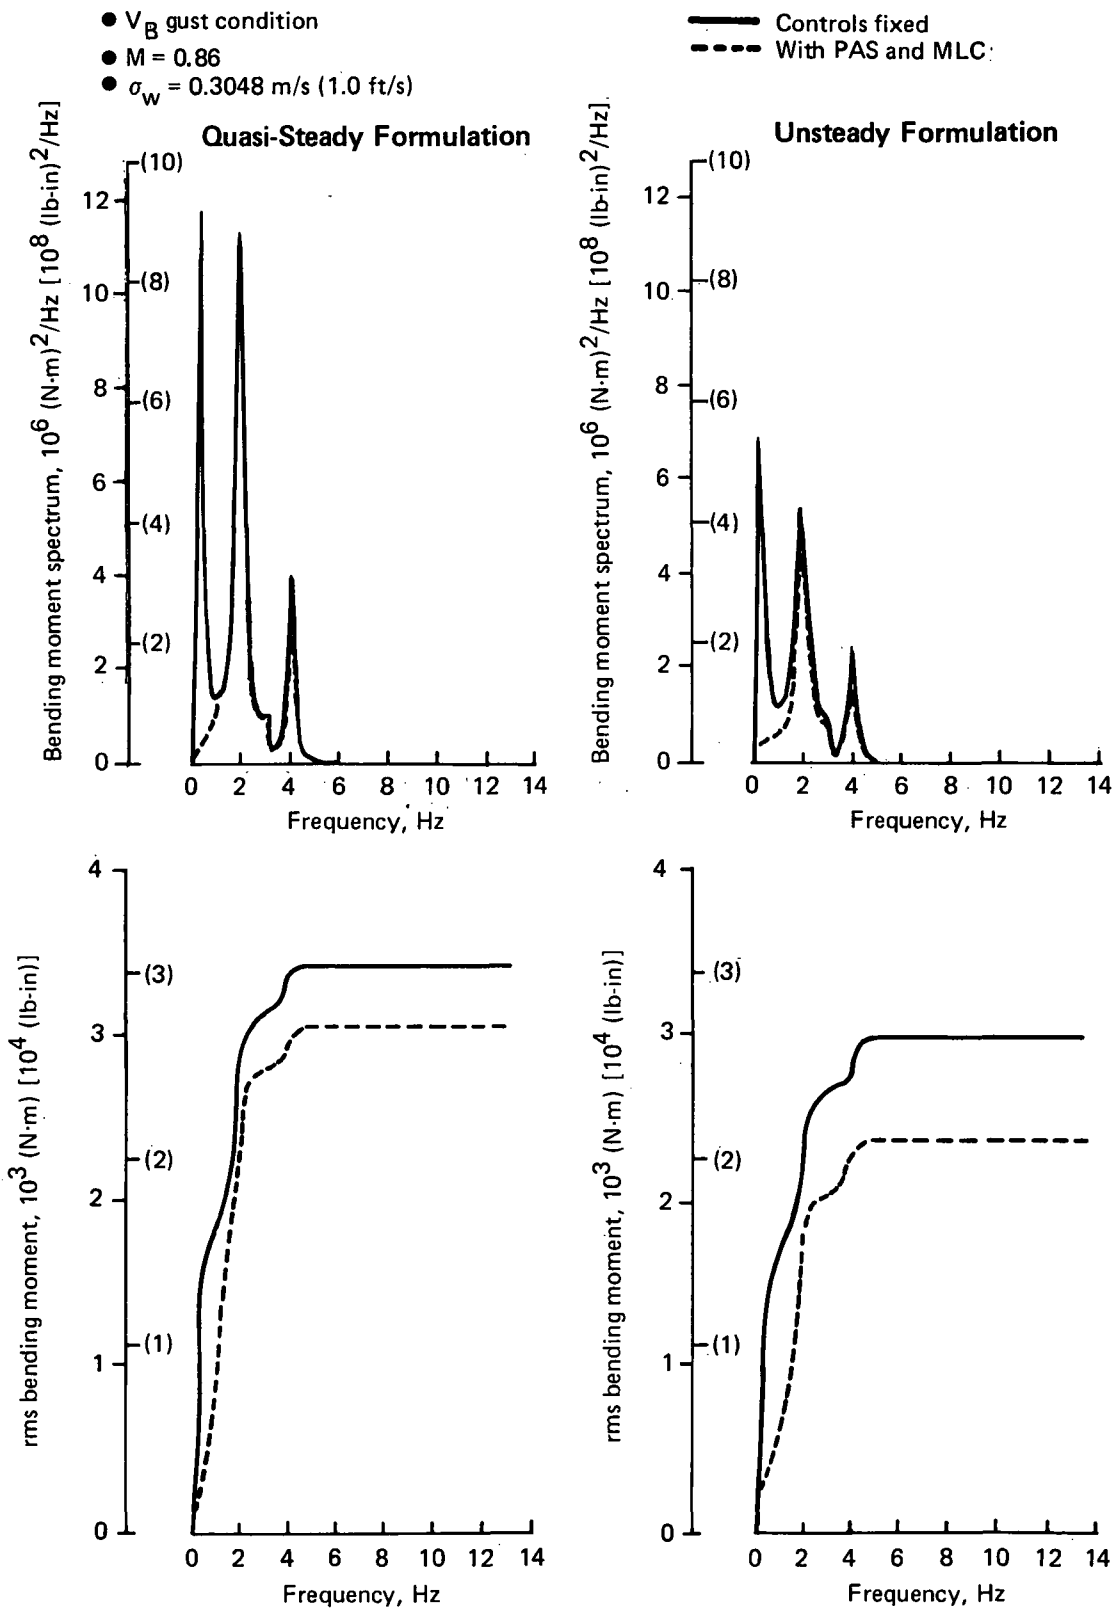 ● V_B gust condition
● M = 0.86
● σ_w = 0.3048 m/s (1.0 ft/s)
Controls fixed
With PAS and MLC
Quasi-Steady Formulation
Bending moment spectrum, 10^6 (N·m)^2/Hz [10^8 (lb-in)^2/Hz]
12
10
8
6
4
2
0
(10)
(8)
(6)
(4)
(2)
0 2 4 6 8 10 12 14
Frequency, Hz
Unsteady Formulation
Bending moment spectrum, 10^6 (N·m)^2/Hz [10^8 (lb-in)^2/Hz]
12
10
8
6
4
2
0
(10)
(8)
(6)
(4)
(2)
0 2 4 6 8 10 12 14
Frequency, Hz
rms bending moment, 10^3 (N·m) [10^4 (lb-in)]
4
3
2
1
0
(3)
(2)
(1)
0 2 4 6 8 10 12 14
Frequency, Hz
rms bending moment, 10^3 (N·m) [10^4 (lb-in)]
4
3
2
1
0
(3)
(2)
(1)
0 2 4 6 8 10 12 14
Frequency, Hz